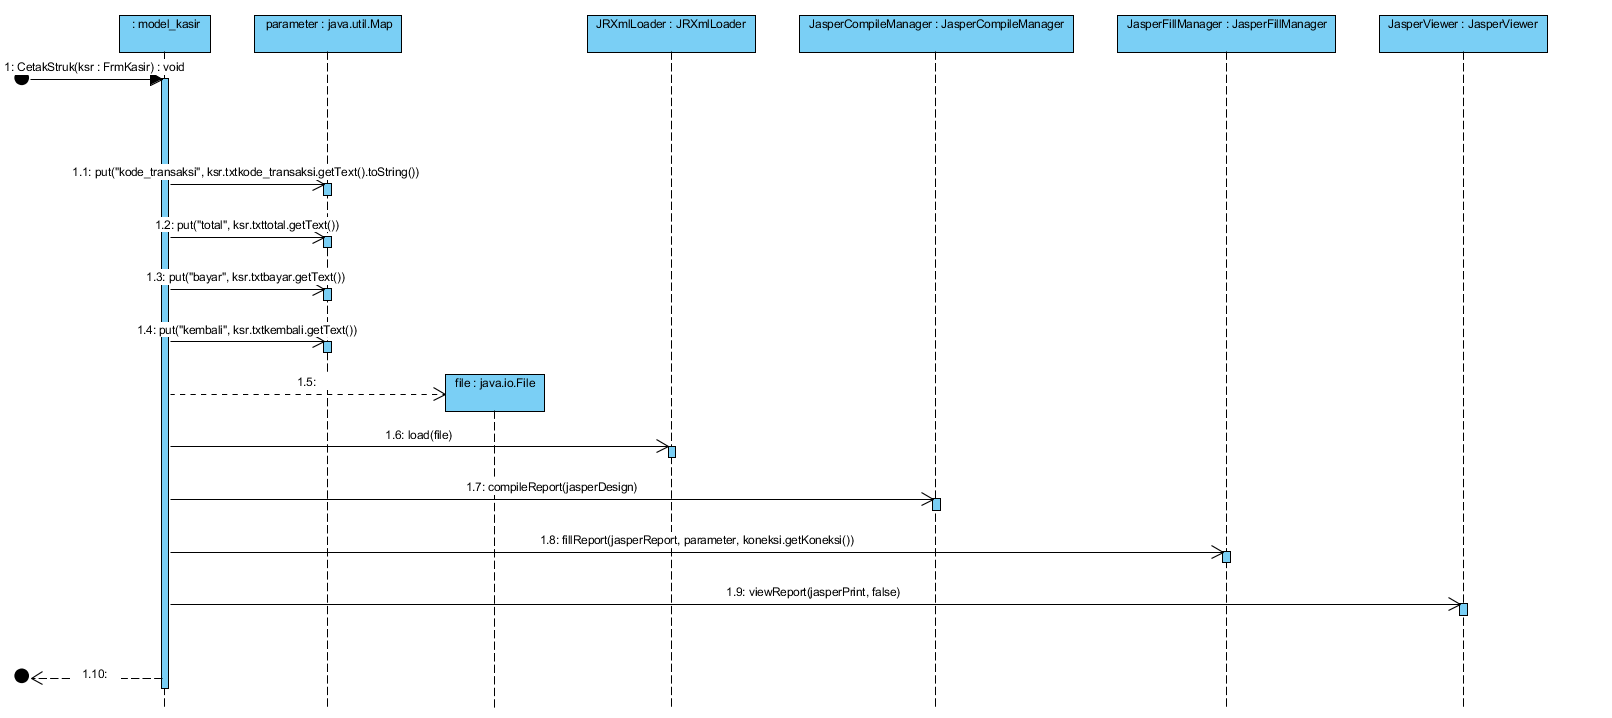 : model_kasir
parameter : java.util.Map
JRXmlLoader : JRXmlLoader
JasperCompileManager : JasperCompileManager
JasperFillManager : JasperFillManager
JasperViewer : JasperViewer
1: CetakStruk(ksr : FrmKasir) : void
1.1: put("kode_transaksi", ksr.txtkode_transaksi.getText().toString())
1.2: put("total", ksr.txttotal.getText())
1.3: put("bayar", ksr.txtbayar.getText())
1.4: put("kembali", ksr.txtkembali.getText())
1.5:
file : java.io.File
1.6: load(file)
1.7: compileReport(jasperDesign)
1.8: fillReport(jasperReport, parameter, koneksi.getKoneksi())
1.9: viewReport(jasperPrint, false)
1.10: